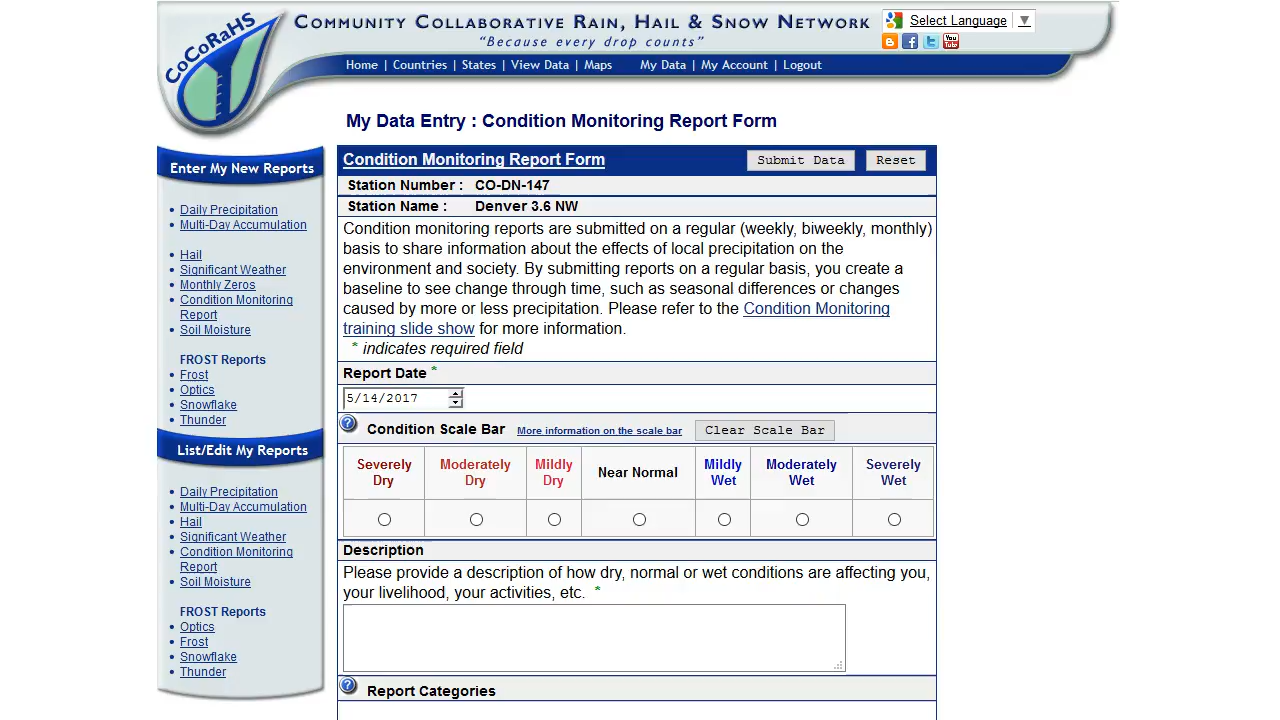 CoCoRaHS
COMMUNITY COLLABORATIVE RAIN, HAIL & SNOW NETWORK
"Because every drop counts"
Select Language ▼
You Tube
Home | Countries | States | View Data | Maps My Data | My Account | Logout
My Data Entry : Condition Monitoring Report Form
Enter My New Reports
• Daily Precipitation
• Multi-Day Accumulation
• Hail
• Significant Weather
• Monthly Zeros
• Condition Monitoring
Report
• Soil Moisture
FROST Reports
• Frost
• Optics
• Snowflake
• Thunder
List/Edit My Reports
• Daily Precipitation
• Multi-Day Accumulation
• Hail
• Significant Weather
• Condition Monitoring
Report
• Soil Moisture
FROST Reports
• Optics
• Frost
• Snowflake
• Thunder
Condition Monitoring Report Form Submit Data Reset
Station Number : CO-DN-147
Station Name : Denver 3.6 NW
Condition monitoring reports are submitted on a regular (weekly, biweekly, monthly)
basis to share information about the effects of local precipitation on the
environment and society. By submitting reports on a regular basis, you create a
baseline to see change through time, such as seasonal differences or changes
caused by more or less precipitation. Please refer to the Condition Monitoring
training slide show for more information.
* indicates required field
Report Date *
5/14/2017
? Condition Scale Bar More information on the scale bar Clear Scale Bar
Severely Dry Moderately Dry Mildly Dry Near Normal Mildly Wet Moderately Wet Severely Wet
Description
Please provide a description of how dry, normal or wet conditions are affecting you,
your livelihood, your activities, etc. *
? Report Categories